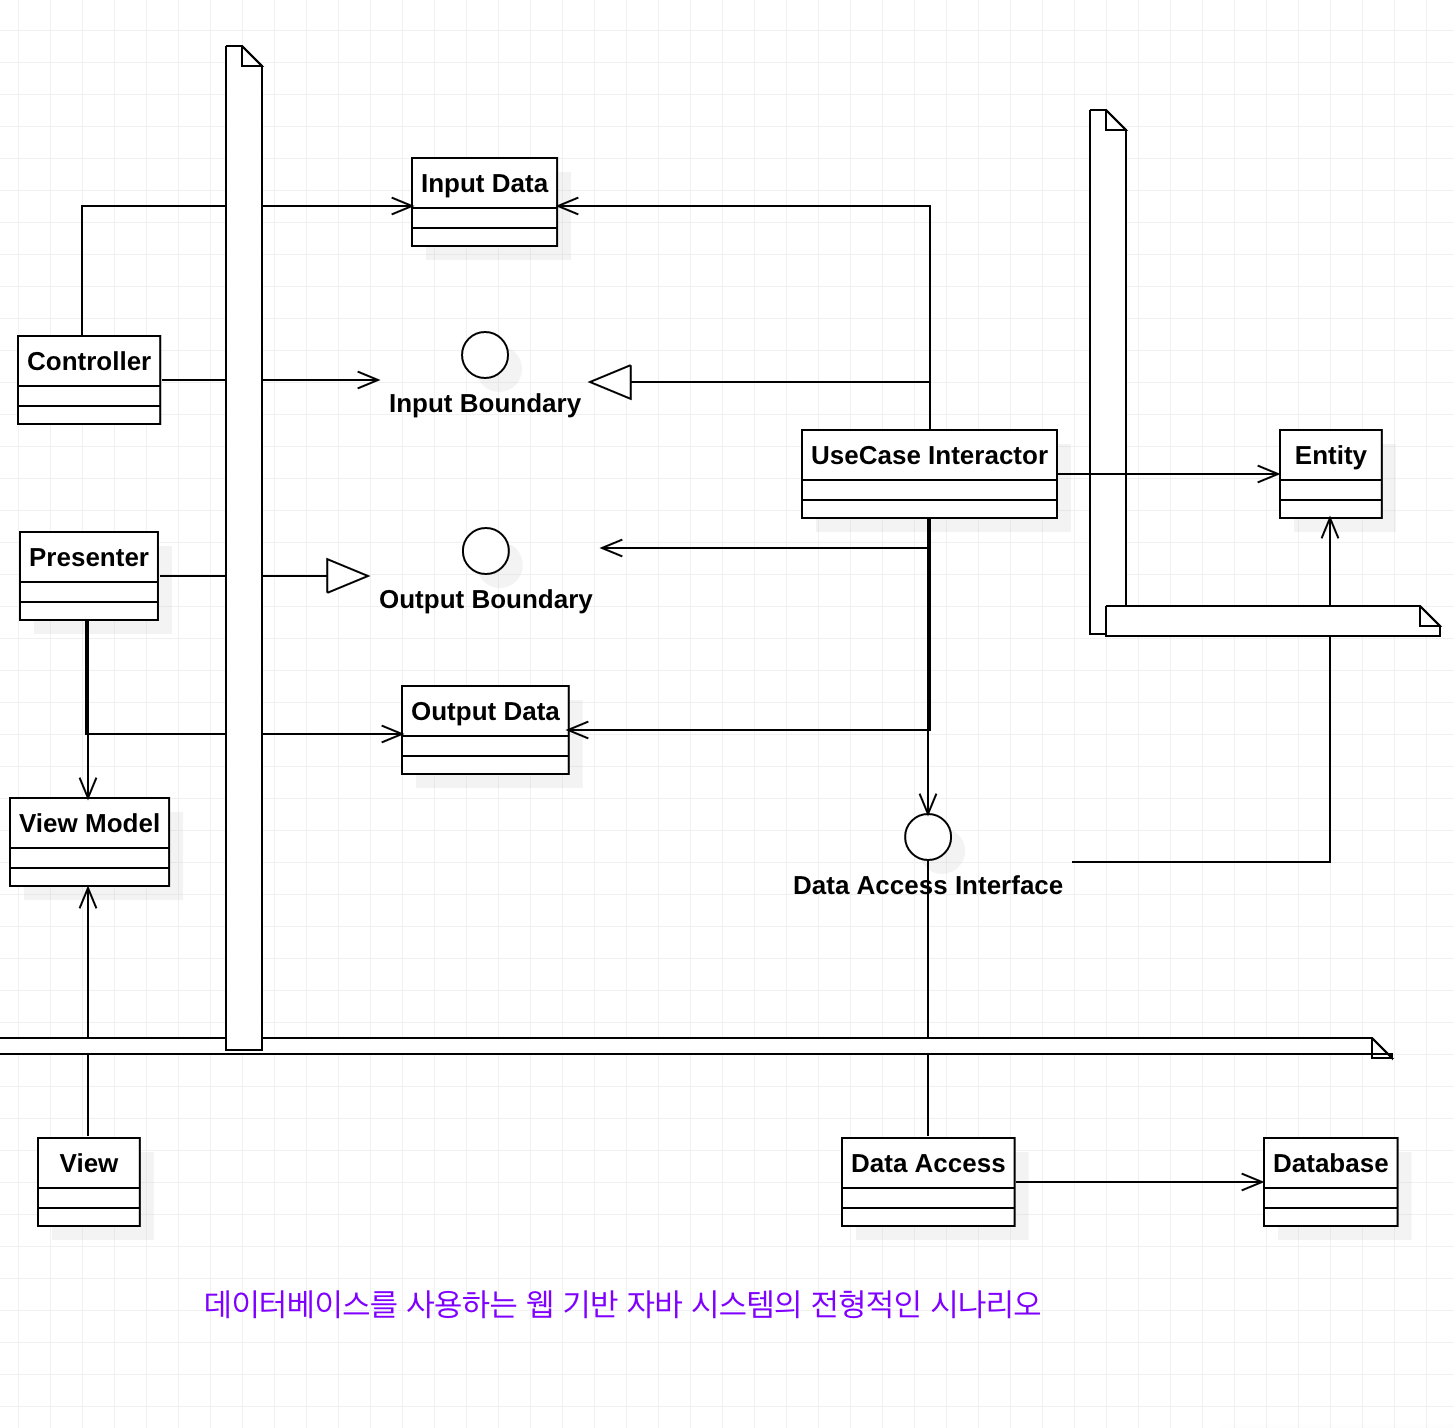 Input Data
Controller
Input Boundary
UseCase Interactor
Entity
Presenter
Output Boundary
Output Data
View Model
Data Access Interface
View
Data Access
Database
데이터베이스를 사용하는 웹 기반 자바 시스템의 전형적인 시나리오